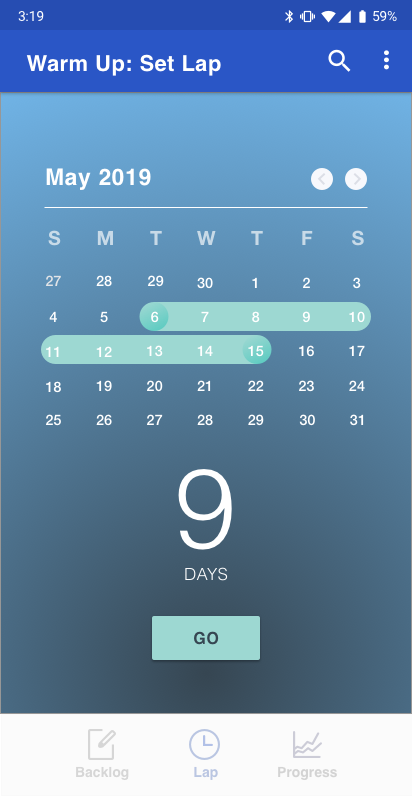 3:19 59%
Warm Up: Set Lap
May 2019
S M T W T F S
27 28 29 30 1 2 3
4 5 6 7 8 9 10
11 12 13 14 15 16 17
18 19 20 21 22 23 24
25 26 27 28 29 30 31
9
DAYS
GO
Backlog Lap Progress